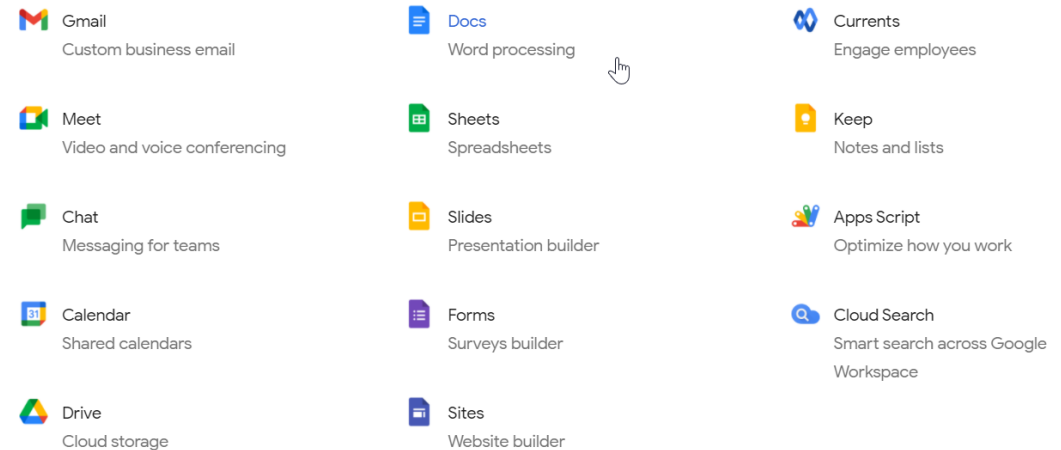 Gmail
Custom business email
Meet
Video and voice conferencing
Chat
Messaging for teams
Calendar
31
Shared calendars
Drive
Cloud storage
Docs
Word processing
Sheets
Spreadsheets
Slides
Presentation builder
Forms
Surveys builder
Sites
Website builder
Currents
Engage employees
Keep
Notes and lists
Apps Script
Optimize how you work
Cloud Search
Smart search across Google
Workspace